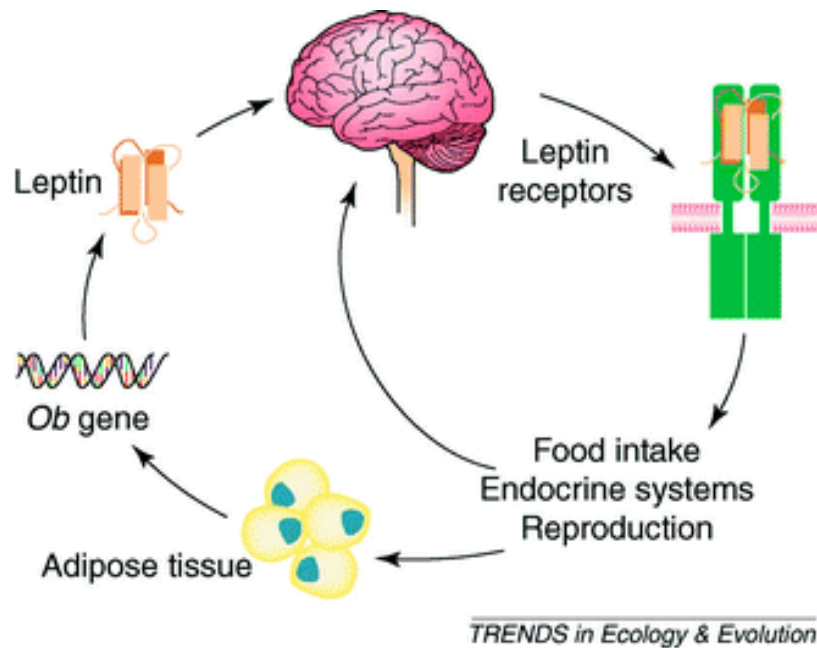 Leptin
Leptin
receptors
Ob gene
Food intake
Endocrine systems
Reproduction
Adipose tissue
TRENDS in Ecology & Evolution